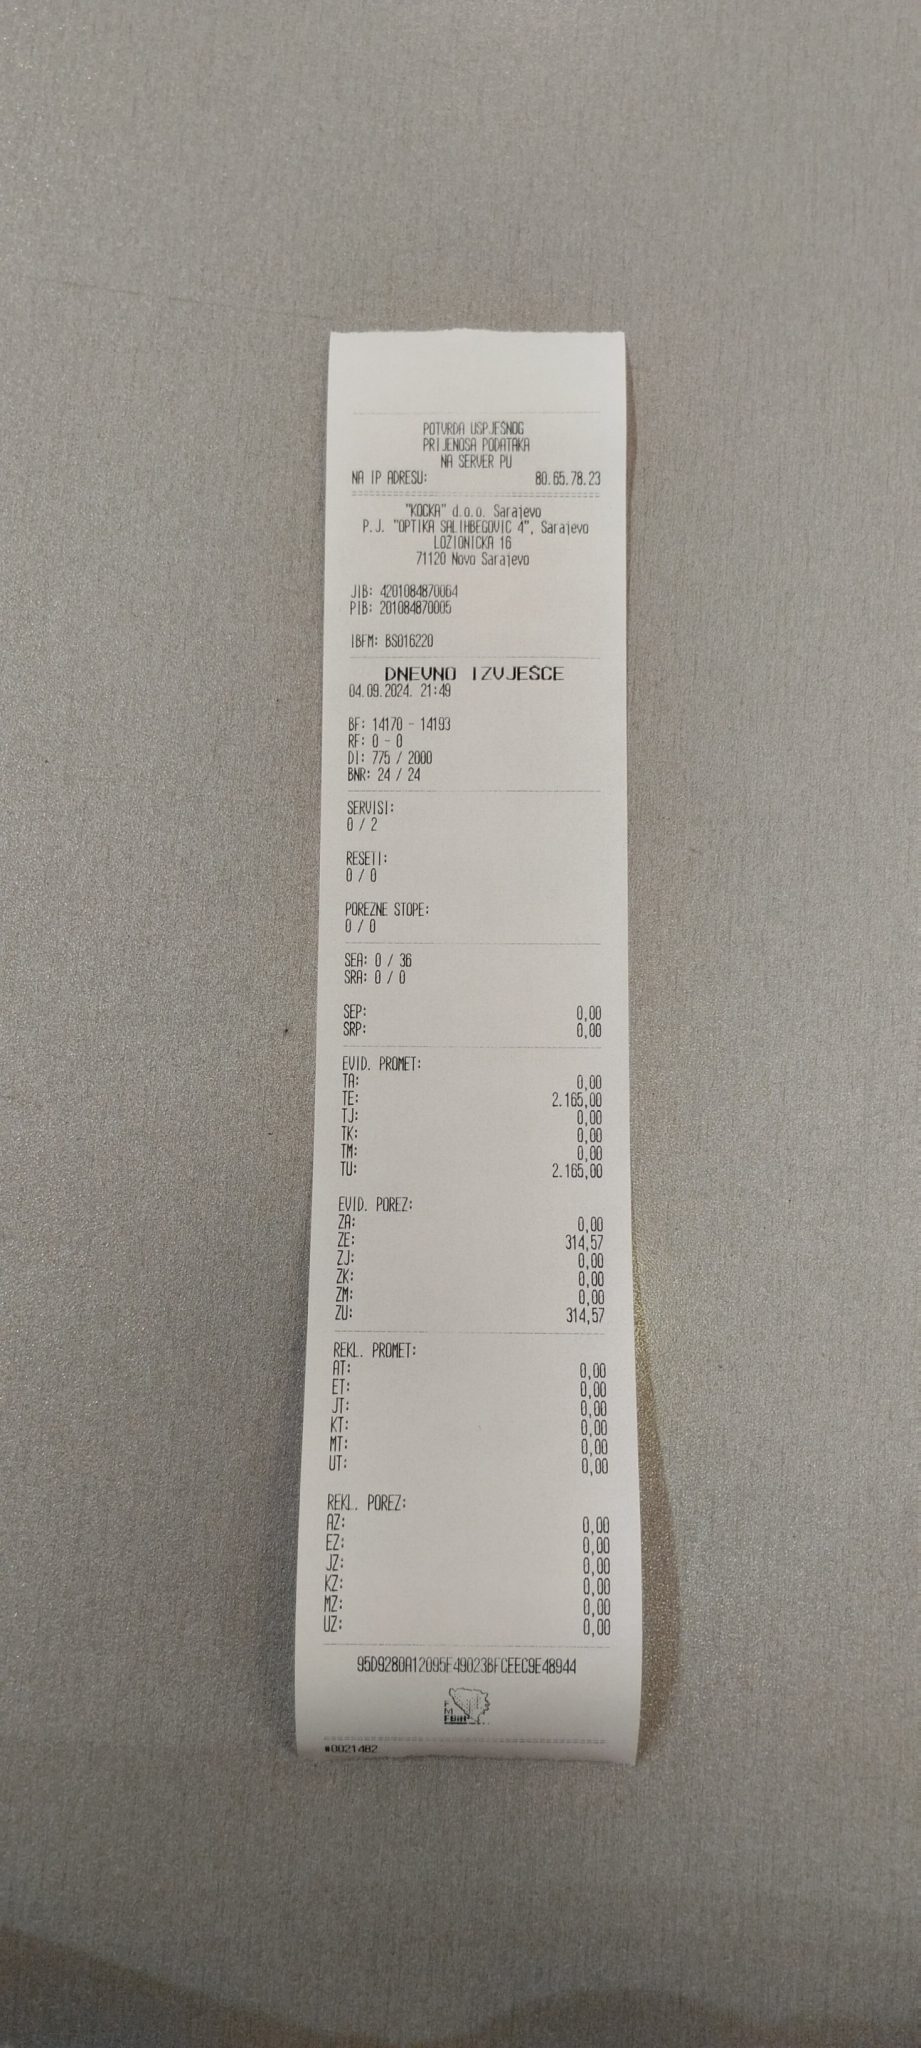 POTVRDA USPJEŠNOG
PRIJENOSA PODATAKA
NA SERVER PU
NA IP ADRESU: 80.65.78.23
"KOCKA" d.o.o. Sarajevo
P.J. "OPTIKA SALIHBEGOVIC 4", Sarajevo
LOŽIONIČKA 16
71120 Novo Sarajevo
JIB: 4201084870064
PIB: 201084870005
IBFM: BS016220
DNEVNO IZVJEŠĆE
04.09.2024. 21:49
BF: 14170 - 14193
RF: 0 - 0
DI: 775 / 2000
BNR: 24 / 24
SERVISI:
0 / 2
RESETI:
0 / 0
POREZNE STOPE:
0 / 0
SEA: 0 / 36
SRA: 0 / 0
SEP: 0,00
SRP: 0,00
EVID. PROMET:
TA: 0,00
TE: 2.165,00
TJ: 0,00
TK: 0,00
TM: 0,00
TU: 2.165,00
EVID. POREZ:
ZA: 0,00
ZE: 314,57
ZJ: 0,00
ZK: 0,00
ZM: 0,00
ZU: 314,57
REKL. PROMET:
AT: 0,00
ET: 0,00
JT: 0,00
KT: 0,00
MT: 0,00
UT: 0,00
REKL. POREZ:
AZ: 0,00
EZ: 0,00
JZ: 0,00
KZ: 0,00
MZ: 0,00
UZ: 0,00
95D9280A12095E49023BFCEEC9E48944
FM
FBiH
#0021482